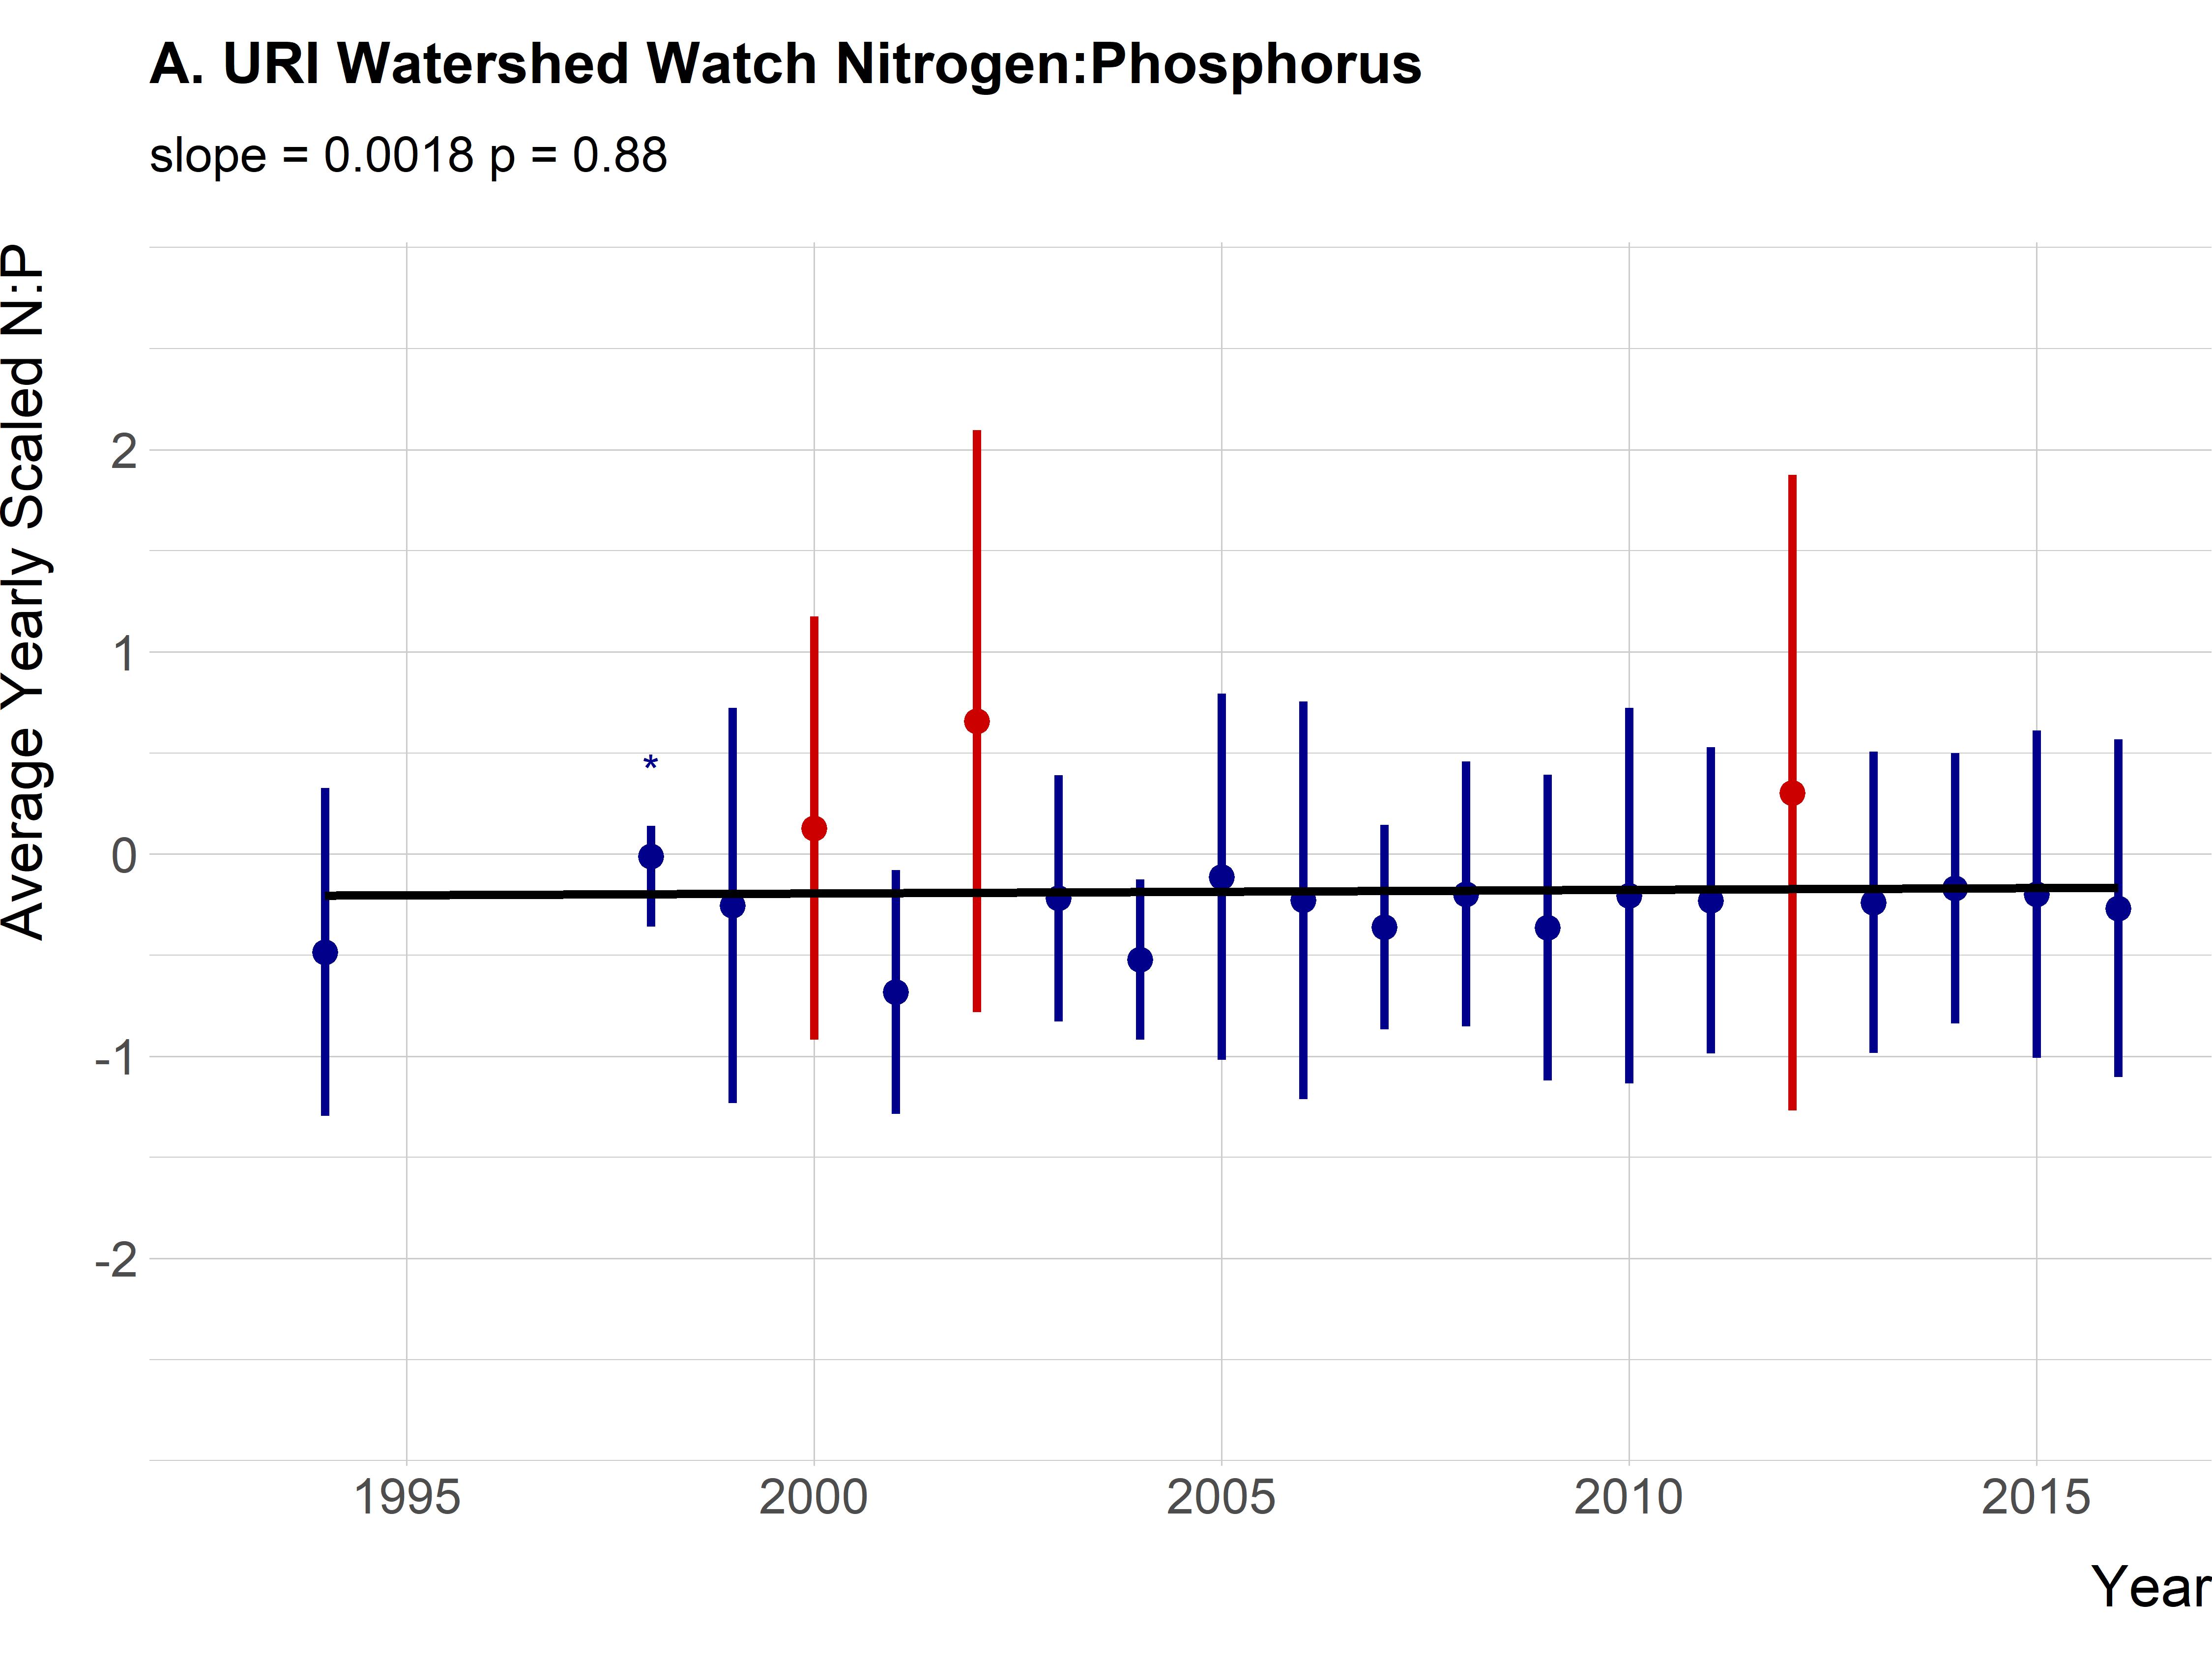 A. URI Watershed Watch Nitrogen:Phosphorus
slope = 0.0018 p = 0.88
Average Yearly Scaled N:P
2
1
*
0
-1
-2
1995 2000 2005 2010 2015
Year